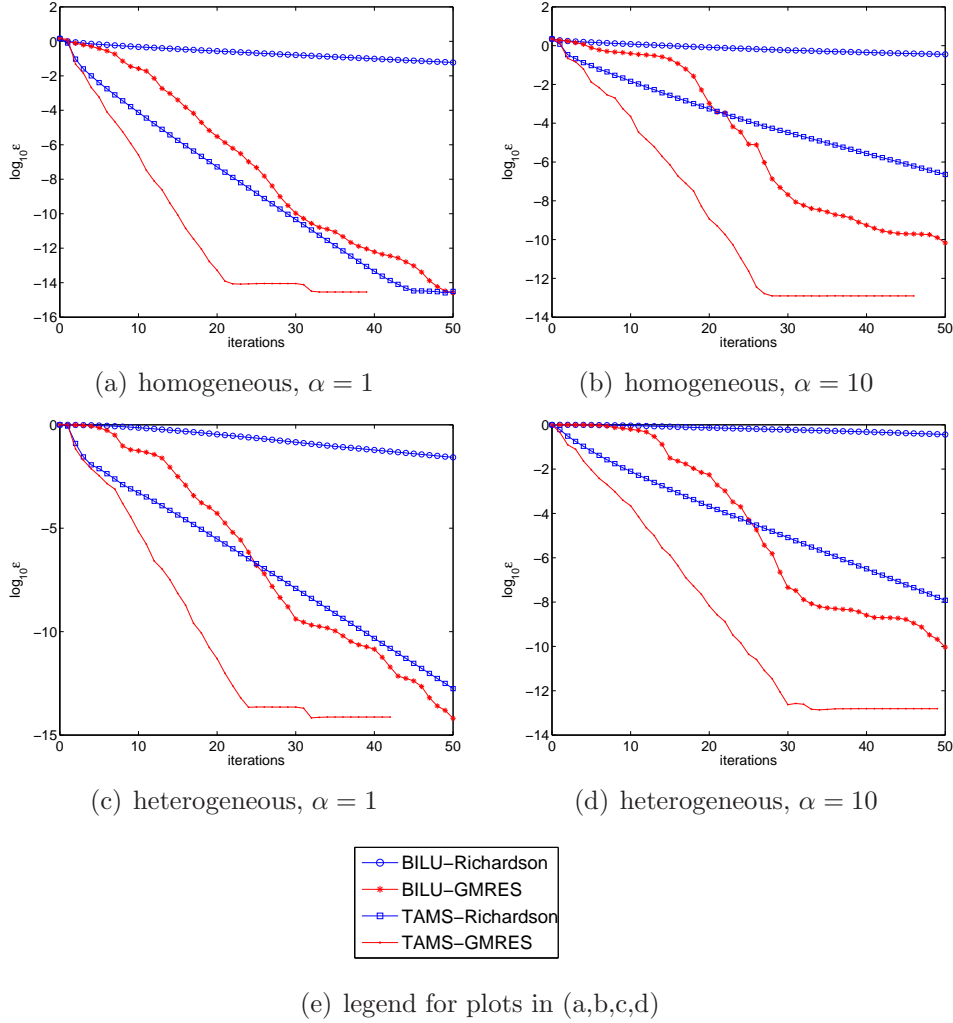 2
0
−2
−4
−6
−8
−10
−12
−14
−16
log10ε
0 10 20 30 40 50
iterations
(a) homogeneous, α = 1
2
0
−2
−4
−6
−8
−10
−12
−14
log10ε
0 10 20 30 40 50
iterations
(b) homogeneous, α = 10
0
−5
−10
−15
log10ε
0 10 20 30 40 50
iterations
(c) heterogeneous, α = 1
0
−2
−4
−6
−8
−10
−12
−14
log10ε
0 10 20 30 40 50
iterations
(d) heterogeneous, α = 10
BILU−Richardson
BILU−GMRES
TAMS−Richardson
TAMS−GMRES
(e) legend for plots in (a,b,c,d)